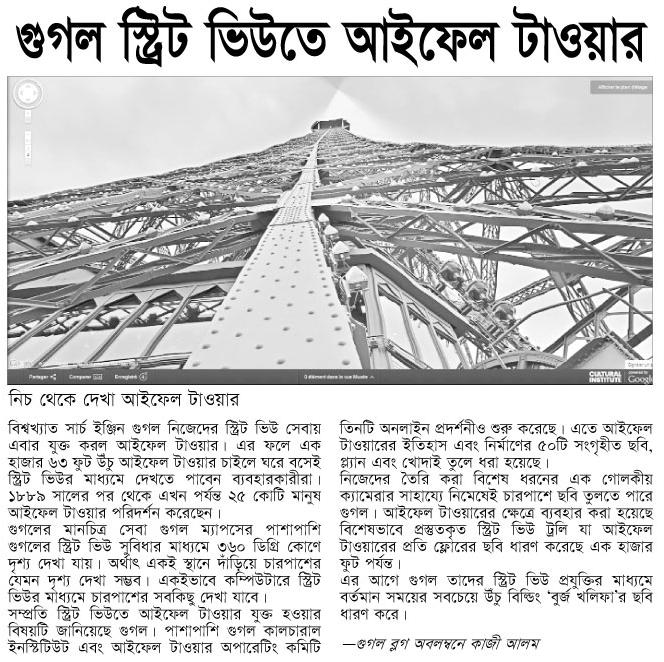 গুগল স্ট্রিট ভিউতে আইফেল টাওয়ার
Afficher le plan d'étage
Partager
Comparer
Enregistré
0 élément dans la vue Musée
CULTURAL
INSTITUTE
Google
নিচ থেকে দেখা আইফেল টাওয়ার
বিশ্বখ্যাত সার্চ ইঞ্জিন গুগল নিজেদের স্ট্রিট ভিউ সেবায়
এবার যুক্ত করল আইফেল টাওয়ার। এর ফলে এক
হাজার ৬৩ ফুট উঁচু আইফেল টাওয়ার চাইলে ঘরে বসেই
স্ট্রিট ভিউর মাধ্যমে দেখতে পাবেন ব্যবহারকারীরা।
১৮৮৯ সালের পর থেকে এখন পর্যন্ত ২৫ কোটি মানুষ
আইফেল টাওয়ার পরিদর্শন করেছেন।
গুগলের মানচিত্র সেবা গুগল ম্যাপসের পাশাপাশি
গুগলের স্ট্রিট ভিউ সুবিধার মাধ্যমে ৩৬০ ডিগ্রি কোণে
দৃশ্য দেখা যায়। অর্থাৎ একই স্থানে দাঁড়িয়ে চারপাশের
যেমন দৃশ্য দেখা সম্ভব। একইভাবে কম্পিউটারে স্ট্রিট
ভিউর মাধ্যমে চারপাশের সবকিছু দেখা যাবে।
সম্প্রতি স্ট্রিট ভিউতে আইফেল টাওয়ার যুক্ত হওয়ার
বিষয়টি জানিয়েছে গুগল। পাশাপাশি গুগল কালচারাল
ইনস্টিটিউট এবং আইফেল টাওয়ার অপারেটিং কমিটি
তিনটি অনলাইন প্রদর্শনীও শুরু করেছে। এতে আইফেল
টাওয়ারের ইতিহাস এবং নির্মাণের ৫০টি সংগৃহীত ছবি,
প্ল্যান এবং খোদাই তুলে ধরা হয়েছে।
নিজেদের তৈরি করা বিশেষ ধরনের এক গোলকীয়
ক্যামেরার সাহায্যে নিমেষেই চারপাশে ছবি তুলতে পারে
গুগল। আইফেল টাওয়ারের ক্ষেত্রে ব্যবহার করা হয়েছে
বিশেষভাবে প্রস্তুতকৃত স্ট্রিট ভিউ ট্রলি যা আইফেল
টাওয়ারের প্রতি ফ্লোরের ছবি ধারণ করেছে এক হাজার
ফুট পর্যন্ত।
এর আগে গুগল তাদের স্ট্রিট ভিউ প্রযুক্তির মাধ্যমে
বর্তমান সময়ের সবচেয়ে উঁচু বিল্ডিং ‘বুর্জ খলিফা’র ছবি
ধারণ করে।
—গুগল ব্লগ অবলম্বনে কাজী আলম